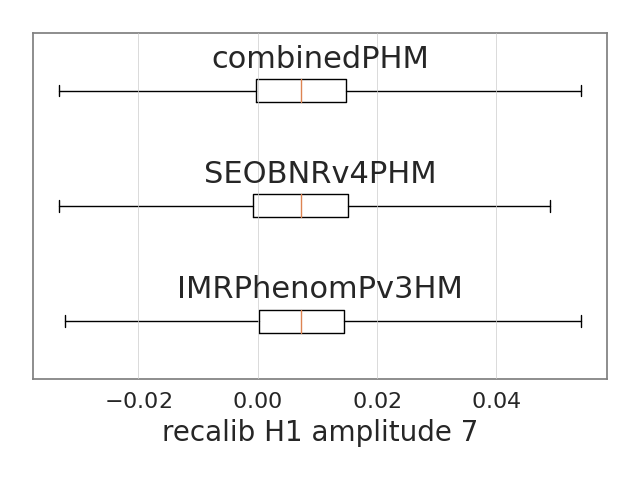 combinedPHM
SEOBNRv4PHM
IMRPhenomPv3HM
−0.02 0.00 0.02 0.04
recalib H1 amplitude 7